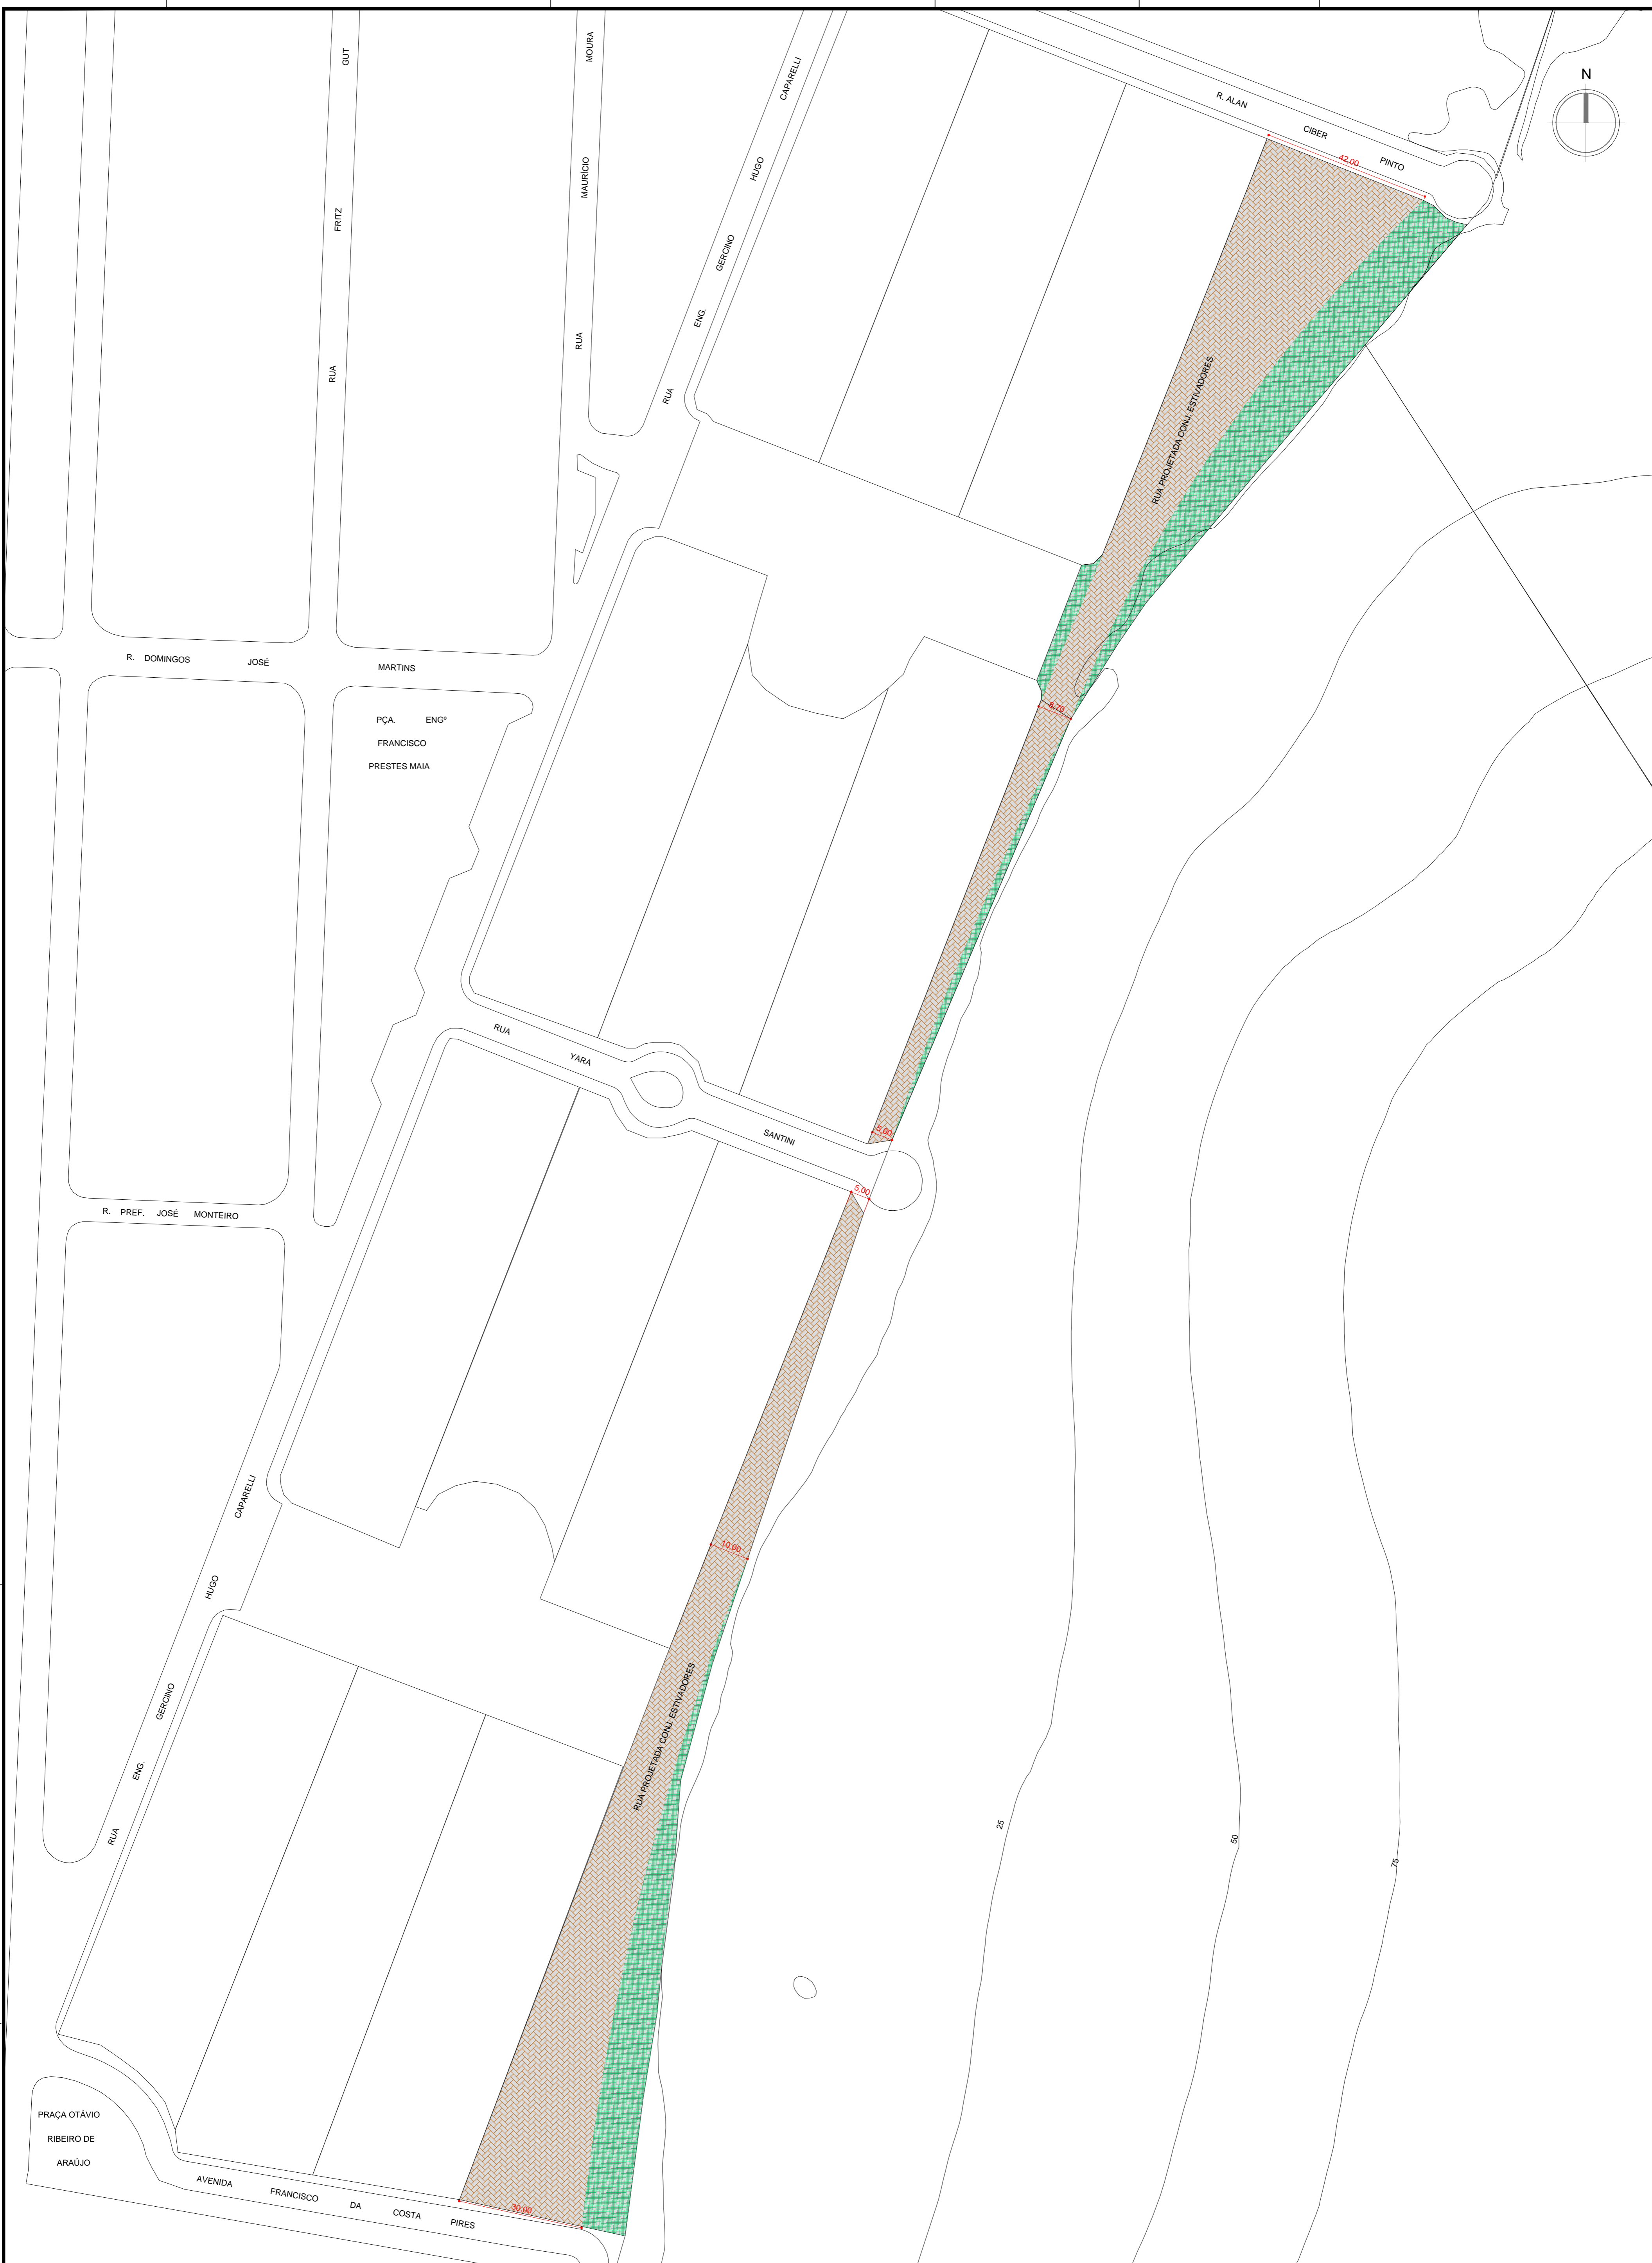 GUT
FRITZ
RUA
MOURA
MAURÍCIO
RUA
CAPARELLI
HUGO
GERCINO
ENG.
RUA
R. ALAN
CIBER
PINTO
N
42.00
RUA PROJETADA CONJ. ESTIVADORES
R. DOMINGOS JOSÉ MARTINS
PÇA. ENGº
FRANCISCO
PRESTES MAIA
8.70
RUA YARA SANTINI
5.00
5.00
R. PREF. JOSÉ MONTEIRO
CAPARELLI
HUGO
GERCINO
ENG.
RUA
10.00
RUA PROJETADA CONJ. ESTIVADORES
25
50
75
PRAÇA OTÁVIO
RIBEIRO DE
ARAÚJO
AVENIDA FRANCISCO DA COSTA PIRES
30.00